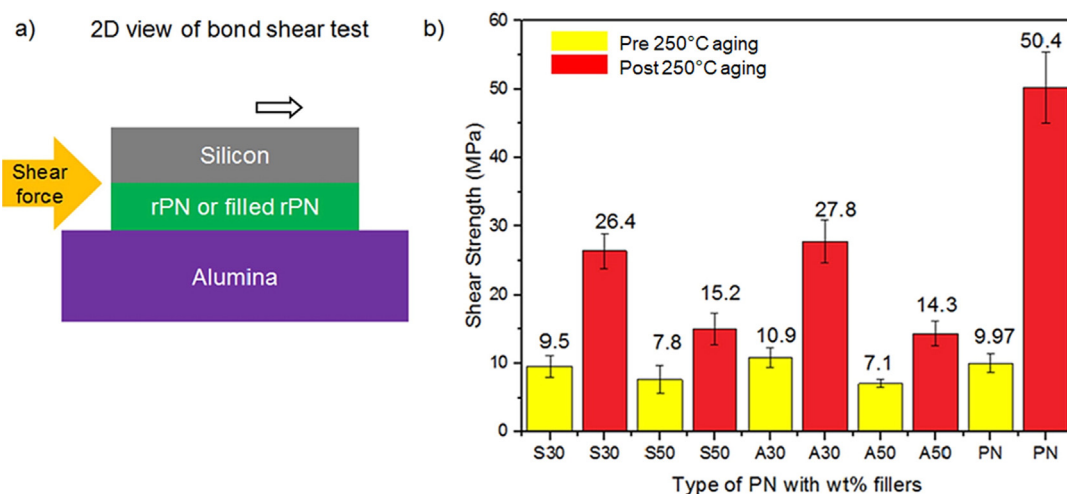 a)
2D view of bond shear test
Silicon
Shear
force
rPN or filled rPN
Alumina
b)
Shear Strength (MPa)
60
50
40
30
20
10
0
Pre 250°C aging
Post 250°C aging
9.5
26.4
7.8
15.2
10.9
27.8
7.1
14.3
9.97
50.4
S30 S30 S50 S50 A30 A30 A50 A50 PN PN
Type of PN with wt% fillers